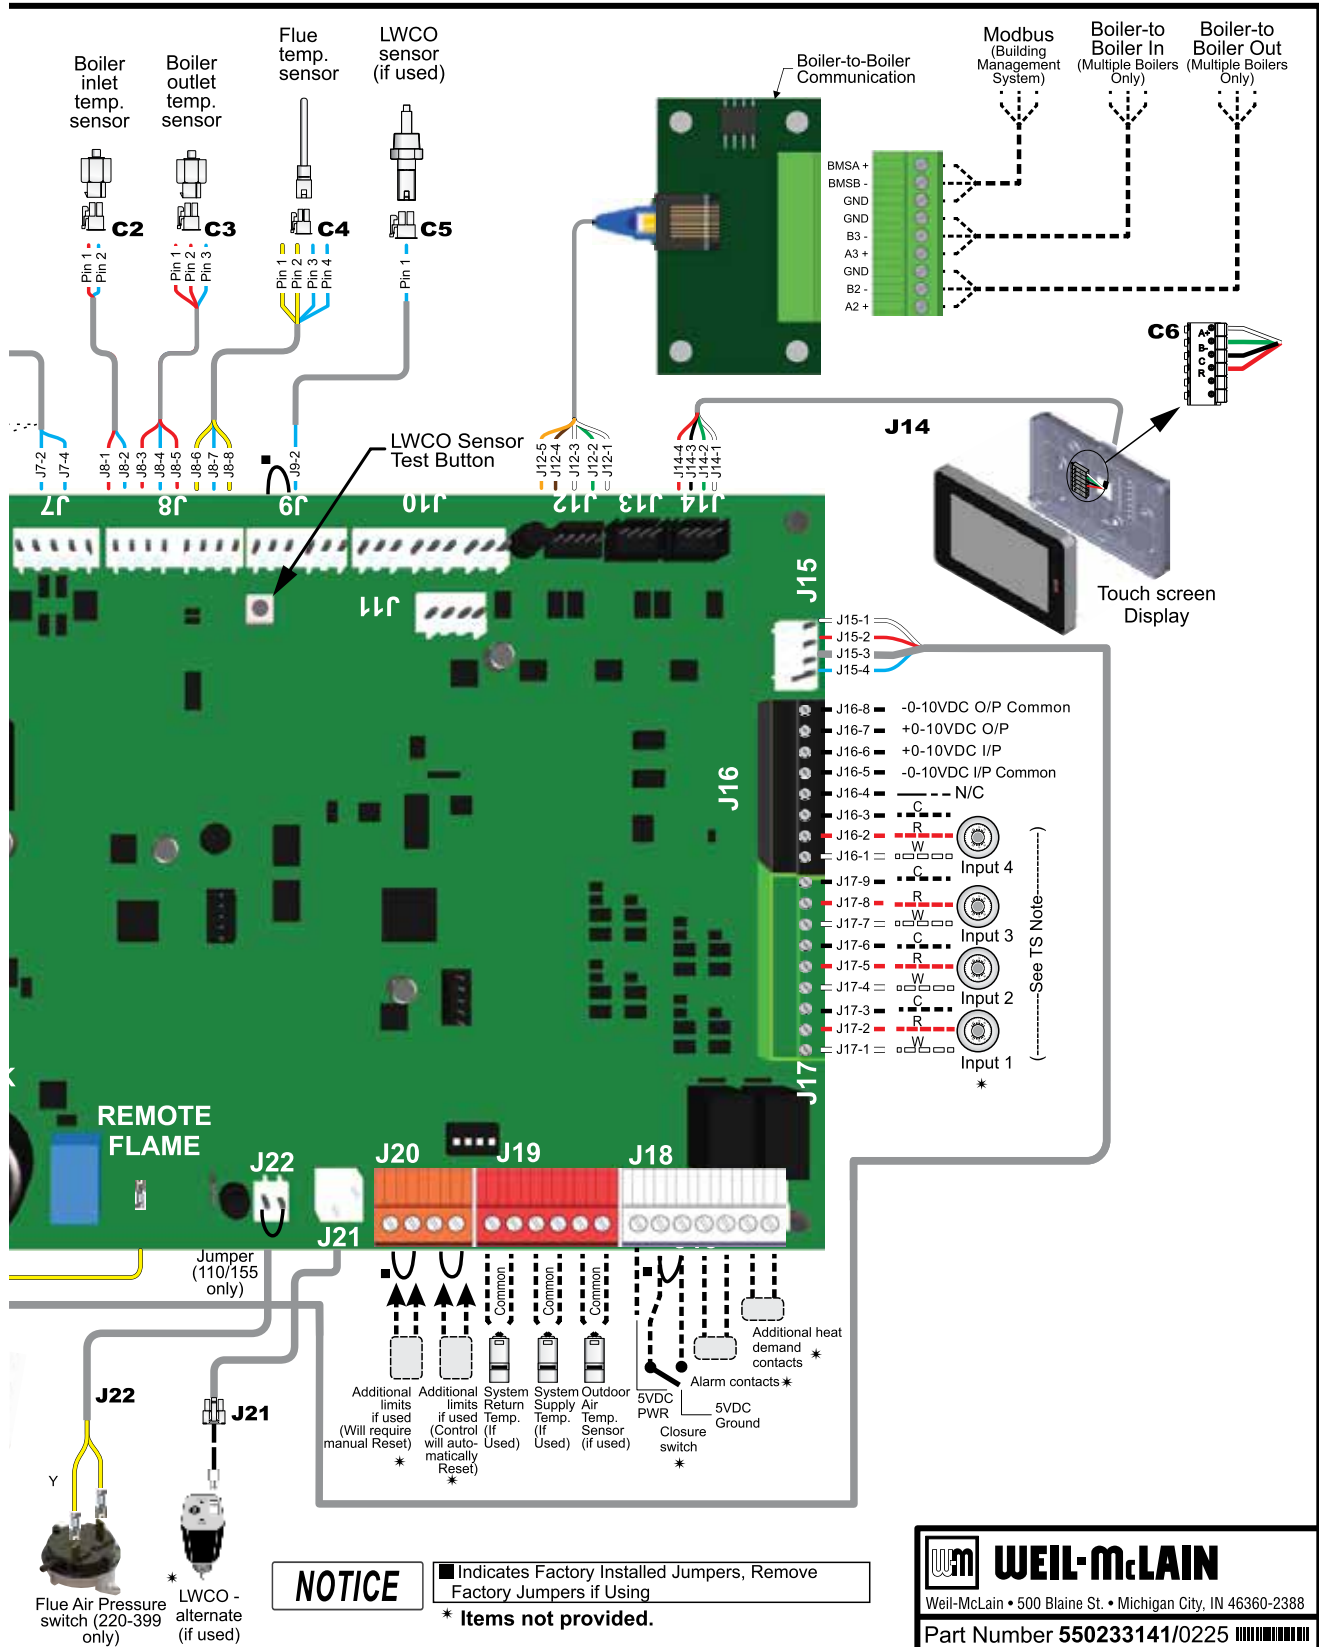 Boiler
inlet
temp.
sensor
Boiler
outlet
temp.
sensor
Flue
temp.
sensor
LWCO
sensor
(if used)
Boiler-to-Boiler
Communication
Modbus
(Building
Management
System)
Boiler-to
Boiler In
(Multiple Boilers
Only)
Boiler-to
Boiler Out
(Multiple Boilers
Only)
C2
C3
C4
C5
Pin 1
Pin 2
Pin 1
Pin 2
Pin 3
Pin 1
Pin 2
Pin 3
Pin 4
Pin 1
BMSA +
BMSB -
GND
GND
B3 -
A3 +
GND
B2 -
A2 +
C6
A+
B-
C
R
J14
LWCO Sensor
Test Button
J7-2
J7-4
J8-1
J8-2
J8-3
J8-4
J8-5
J8-6
J8-7
J8-8
J9-2
J12-5
J12-4
J12-3
J12-2
J12-1
J14-4
J14-3
J14-2
J14-1
J7
J8
J9
J10
J12
J13
J14
J11
J15
Touch screen
Display
J15-1
J15-2
J15-3
J15-4
J16
J16-8 -0-10VDC O/P Common
J16-7 +0-10VDC O/P
J16-6 +0-10VDC I/P
J16-5 -0-10VDC I/P Common
J16-4 N/C
J16-3 C
J16-2 R
J16-1 W
Input 4
J17-9 C
J17-8 R
J17-7 W
Input 3
J17-6 C
J17-5 R
J17-4 W
Input 2
J17-3 C
J17-2 R
J17-1 W
Input 1
*
See TS Note
J17
REMOTE
FLAME
J22
J21
J20
J19
J18
Jumper
(110/155
only)
Common
Common
Common
Additional
limits
if used
(Will require
manual Reset)
*
Additional
limits
if used
(Control
will auto-
matically
Reset)
*
System
Return
Temp.
(If
Used)
System
Supply
Temp.
(If
Used)
Outdoor
Air
Temp.
Sensor
(if used)
5VDC
PWR
Closure
switch
*
5VDC
Ground
Alarm contacts *
Additional heat
demand
contacts *
J22
J21
Y
Flue Air Pressure
switch (220-399
only)
* LWCO -
alternate
(if used)
NOTICE
■ Indicates Factory Installed Jumpers, Remove
Factory Jumpers if Using
* Items not provided.
WM WEIL-McLAIN
Weil-McLain • 500 Blaine St. • Michigan City, IN 46360-2388
Part Number 550233141/0225